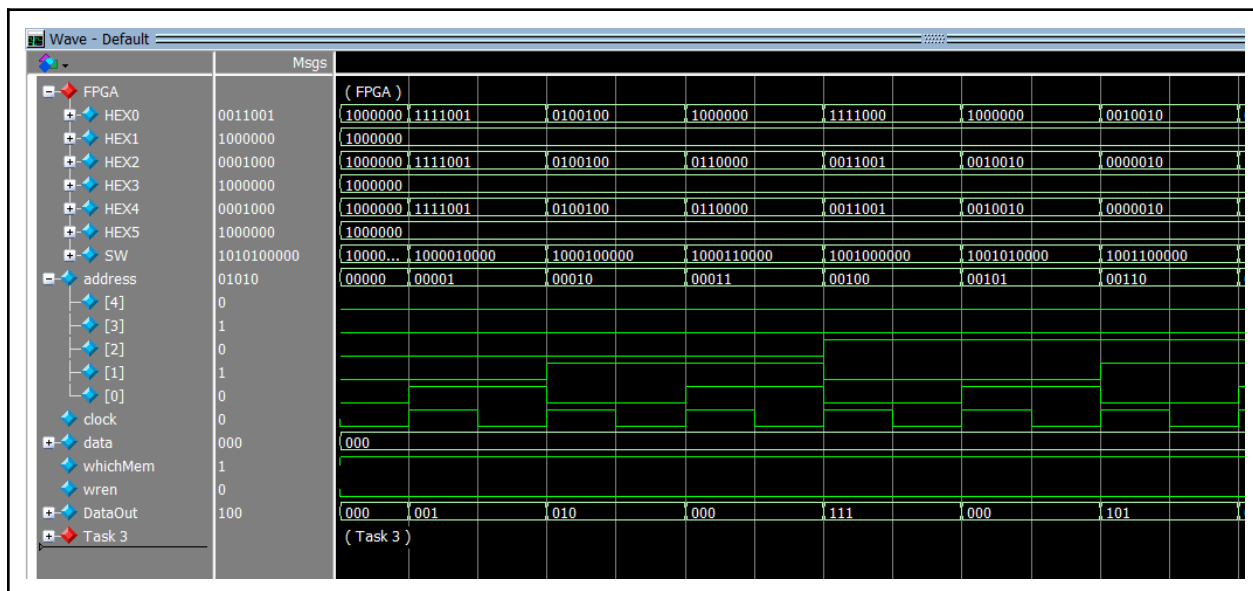 Wave - Default
Msgs
FPGA ( FPGA )
HEX0 0011001 1000000 1111001 0100100 1000000 1111000 1000000 0010010
HEX1 1000000 1000000
HEX2 0001000 1000000 1111001 0100100 0110000 0011001 0010010 0000010
HEX3 1000000 1000000
HEX4 0001000 1000000 1111001 0100100 0110000 0011001 0010010 0000010
HEX5 1000000 1000000
SW 1010100000 10000... 1000010000 1000100000 1000110000 1001000000 1001010000 1001100000
address 01010 00000 00001 00010 00011 00100 00101 00110
[4] 0
[3] 1
[2] 0
[1] 1
[0] 0
clock 0
data 000 000
whichMem 1
wren 0
DataOut 100 000 001 010 000 111 000 101
Task 3 ( Task 3 )